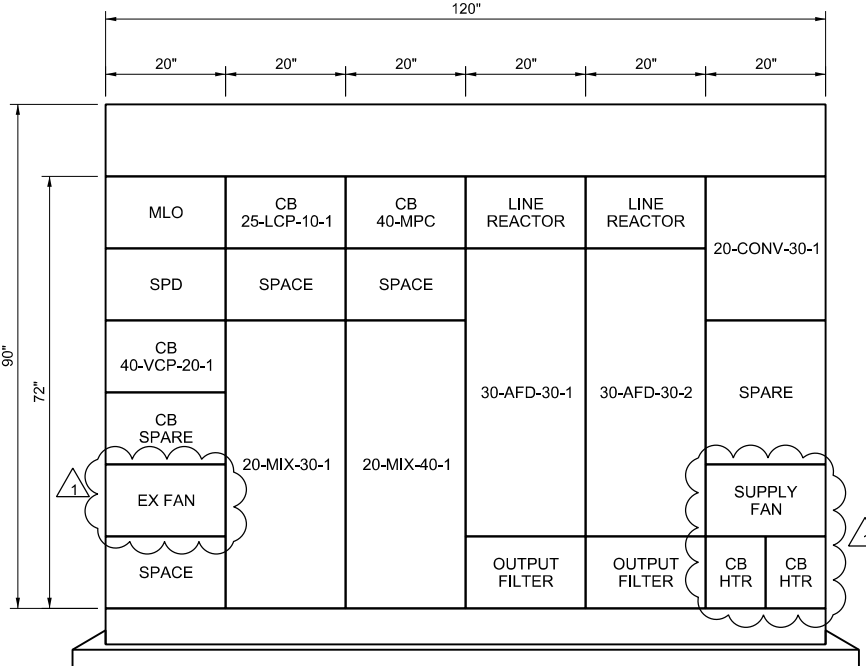 120"
20" 20" 20" 20" 20" 20"
90"
72"
MLO
CB
25-LCP-10-1
CB
40-MPC
LINE
REACTOR
LINE
REACTOR
20-CONV-30-1
SPD
SPACE
SPACE
CB
40-VCP-20-1
30-AFD-30-1
30-AFD-30-2
SPARE
CB
SPARE
20-MIX-30-1
20-MIX-40-1
1
EX FAN
SUPPLY
FAN
SPACE
OUTPUT
FILTER
OUTPUT
FILTER
CB
HTR
CB
HTR